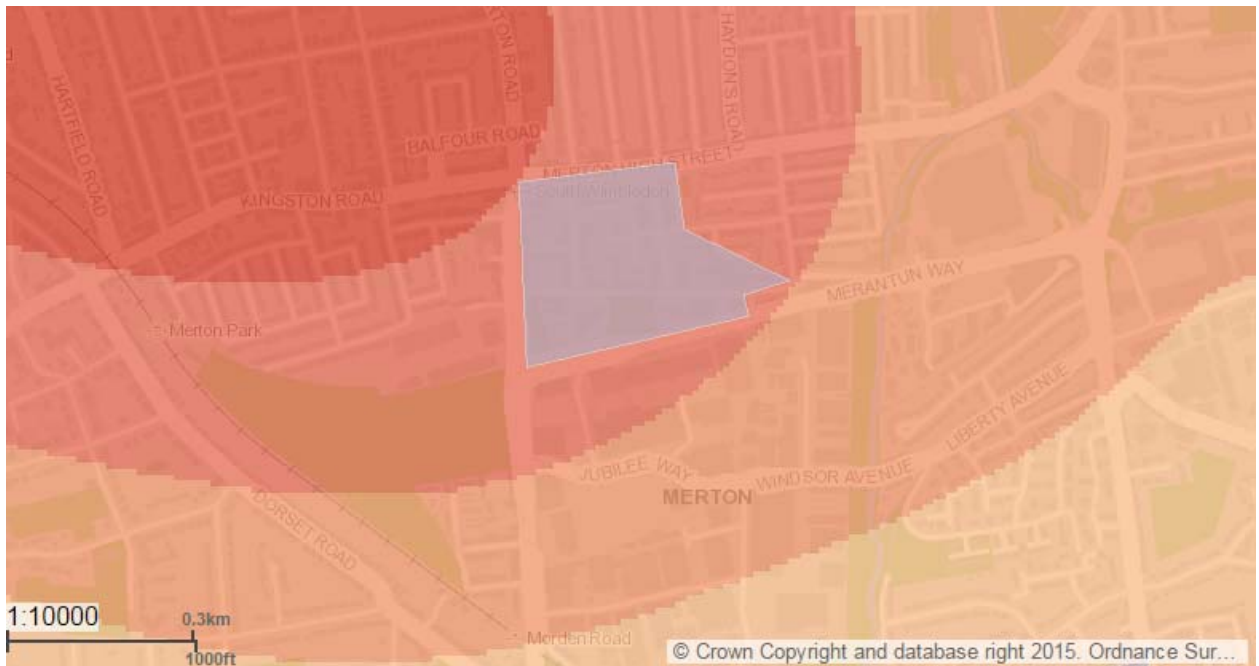 HARTFIELD ROAD
HAYDON'S ROAD
BALFOUR ROAD
MERTON HIGH STREET
South Wimbledon
KINGSTON ROAD
MERANTUN WAY
Merton Park
LIBERTY AVENUE
JUBILEE WAY
WINDSOR AVENUE
MERTON
DORSET ROAD
1:10000
0.3km
1000ft
Morden Road
© Crown Copyright and database right 2015. Ordnance Sur...